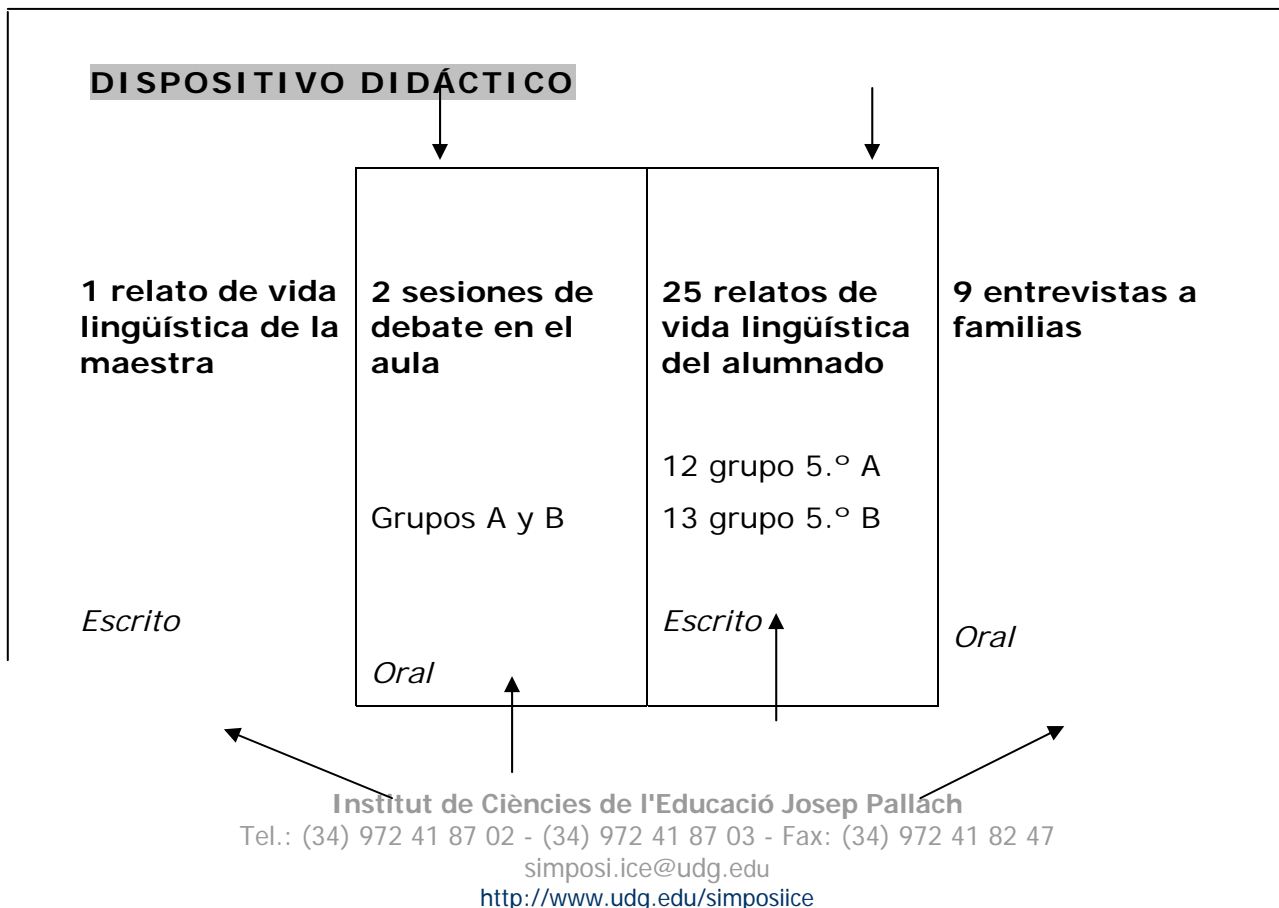 DISPOSITIVO DIDÁCTICO
1 relato de vida
lingüística de la
maestra
Escrito
2 sesiones de
debate en el
aula
Grupos A y B
Oral
25 relatos de
vida lingüística
del alumnado
12 grupo 5.º A
13 grupo 5.º B
Escrito
9 entrevistas a
familias
Oral
Institut de Ciències de l'Educació Josep Pallach
Tel.: (34) 972 41 87 02 - (34) 972 41 87 03 - Fax: (34) 972 41 82 47
simposi.ice@udg.edu
http://www.udg.edu/simposiice